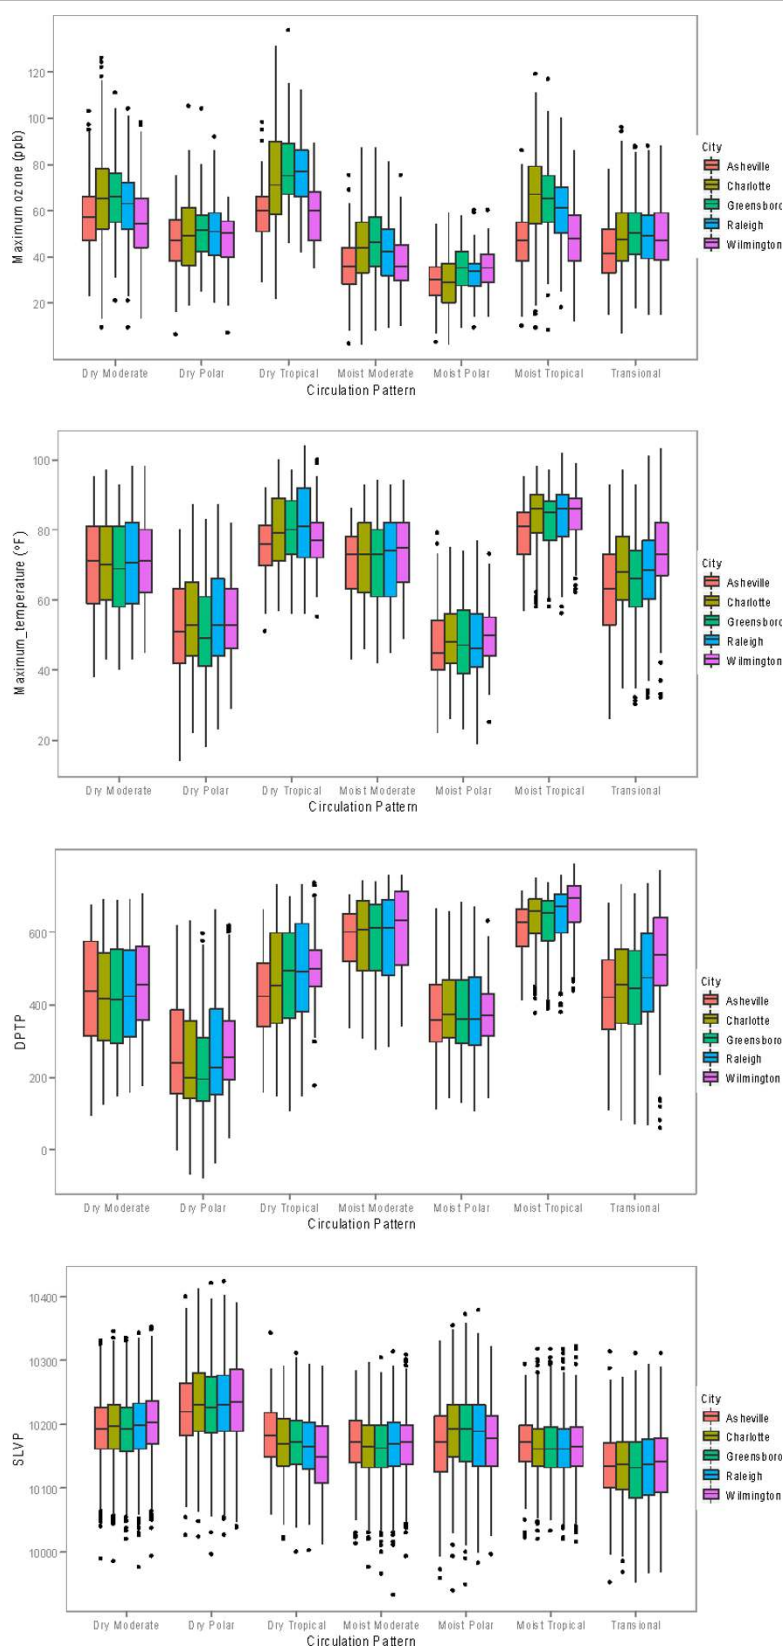 Maximum ozone (ppb)
120
100
80
60
40
20
Dry Moderate Dry Polar Dry Tropical Moist Moderate Moist Polar Moist Tropical Transional
Circulation Pattern
City
Asheville
Charlotte
Greensboro
Raleigh
Wilmington
Maximum_temperature (°F)
100
80
60
40
20
Dry Moderate Dry Polar Dry Tropical Moist Moderate Moist Polar Moist Tropical Transional
Circulation Pattern
City
Asheville
Charlotte
Greensboro
Raleigh
Wilmington
DPTP
600
400
200
0
Dry Moderate Dry Polar Dry Tropical Moist Moderate Moist Polar Moist Tropical Transional
Circulation Pattern
City
Asheville
Charlotte
Greensboro
Raleigh
Wilmington
SLVP
10400
10300
10200
10100
10000
Dry Moderate Dry Polar Dry Tropical Moist Moderate Moist Polar Moist Tropical Transional
Circulation Pattern
City
Asheville
Charlotte
Greensboro
Raleigh
Wilmington